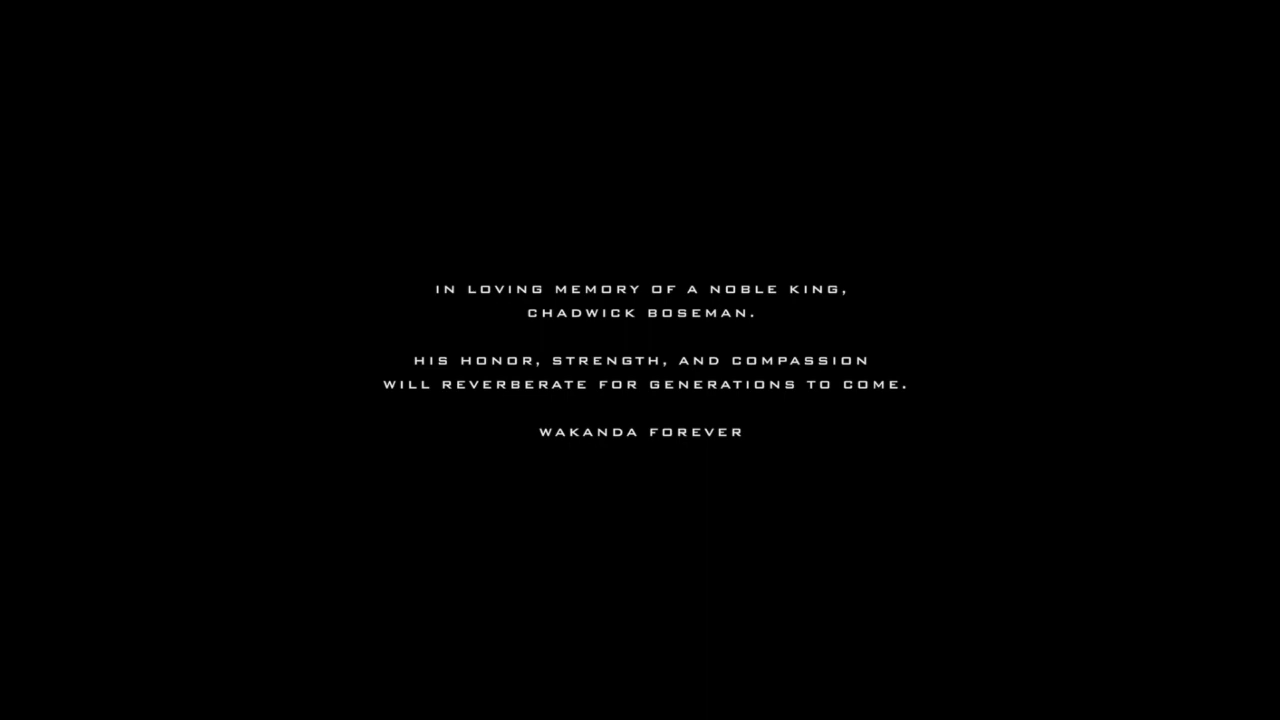 IN LOVING MEMORY OF A NOBLE KING,
CHADWICK BOSEMAN.
HIS HONOR, STRENGTH, AND COMPASSION
WILL REVERBERATE FOR GENERATIONS TO COME.
WAKANDA FOREVER